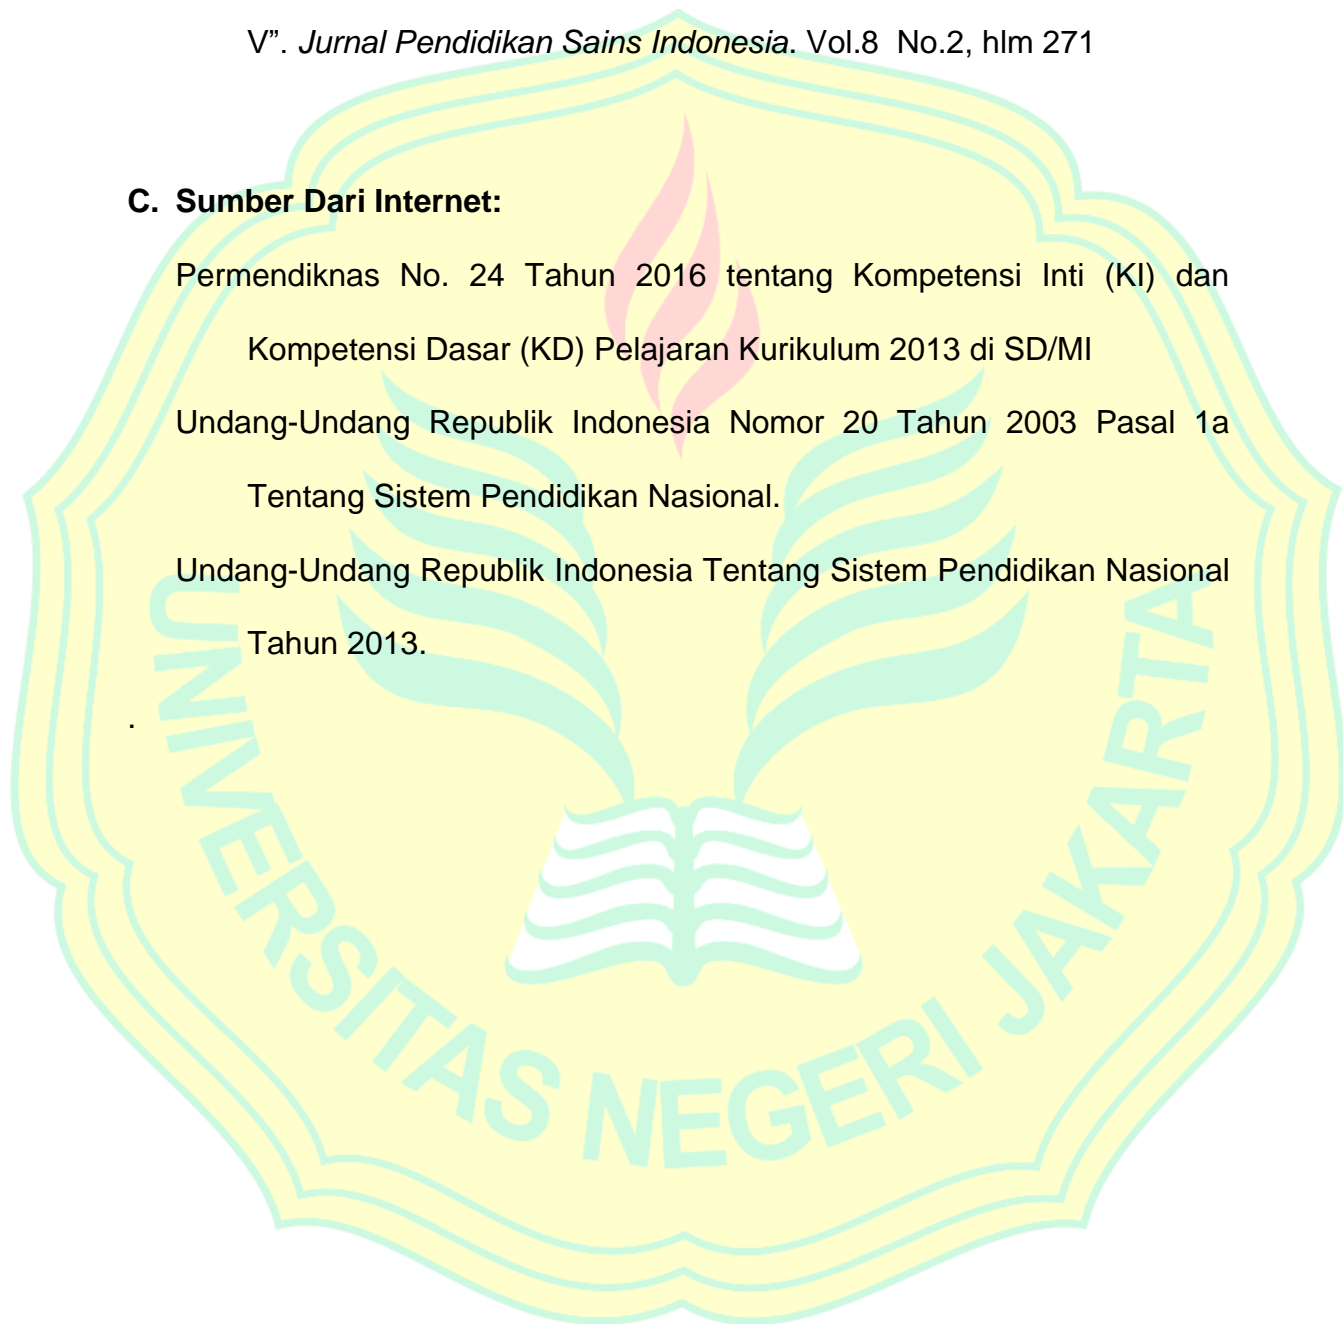 V”. Jurnal Pendidikan Sains Indonesia. Vol.8 No.2, hlm 271
C. Sumber Dari Internet:
Permendiknas No. 24 Tahun 2016 tentang Kompetensi Inti (KI) dan
Kompetensi Dasar (KD) Pelajaran Kurikulum 2013 di SD/MI
Undang-Undang Republik Indonesia Nomor 20 Tahun 2003 Pasal 1a
Tentang Sistem Pendidikan Nasional.
Undang-Undang Republik Indonesia Tentang Sistem Pendidikan Nasional
Tahun 2013.
.
UNIVERSITAS NEGERI JAKARTA